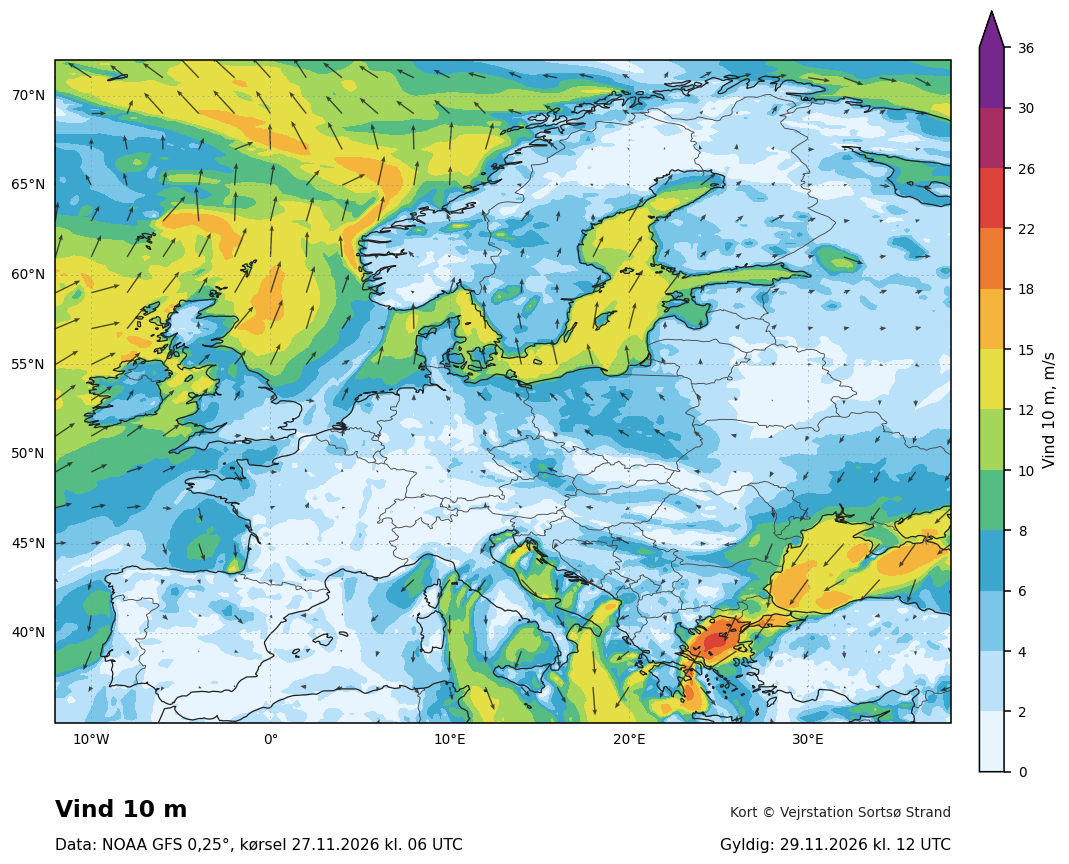 36
30
26
22
18
15
12
10
8
6
4
2
0
Vind 10 m, m/s
70°N
65°N
60°N
55°N
50°N
45°N
40°N
10°W
0°
10°E
20°E
30°E
Vind 10 m
Kort © Vejrstation Sortsø Strand
Data: NOAA GFS 0,25°, kørsel 27.11.2026 kl. 06 UTC
Gyldig: 29.11.2026 kl. 12 UTC